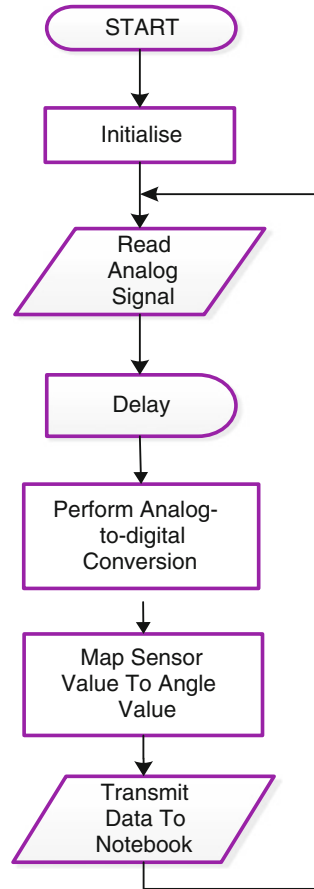 START
Initialise
Read
Analog
Signal
Delay
Perform Analog-
to-digital
Conversion
Map Sensor
Value To Angle
Value
Transmit
Data To
Notebook